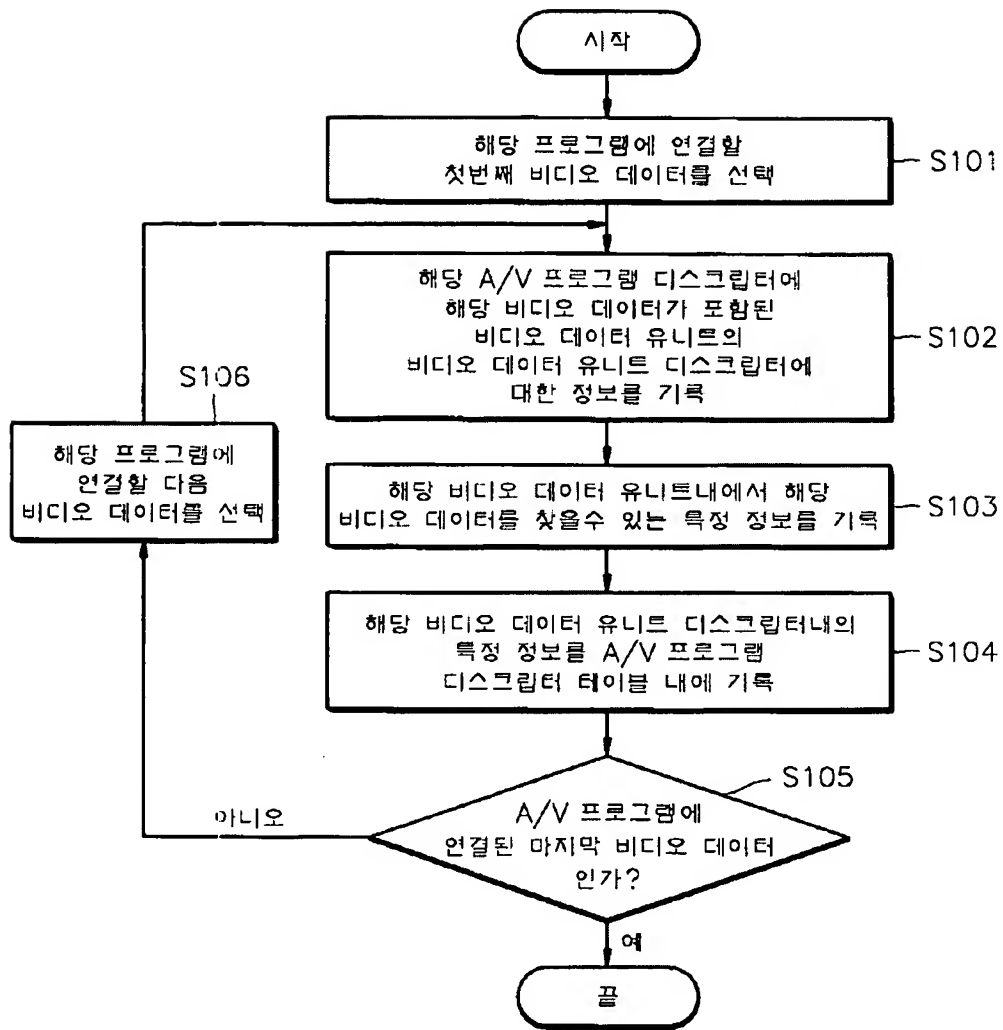 시작
해당 프로그램에 연결할
첫번째 비디오 데이터를 선택
S101
해당 A/V 프로그램 디스크립터에
해당 비디오 데이터가 포함된
비디오 데이터 유니트의
비디오 데이터 유니트 디스크립터에
대한 정보를 기록
S102
S106
해당 프로그램에
연결할 다음
비디오 데이터를 선택
해당 비디오 데이터 유니트내에서 해당
비디오 데이터를 찾을수 있는 특정 정보를 기록
S103
해당 비디오 데이터 유니트 디스크립터내의
특정 정보를 A/V 프로그램
디스크립터 테이블 내에 기록
S104
S105
아니오
A/V 프로그램에
연결된 마지막 비디오 데이터
인가?
예
끝